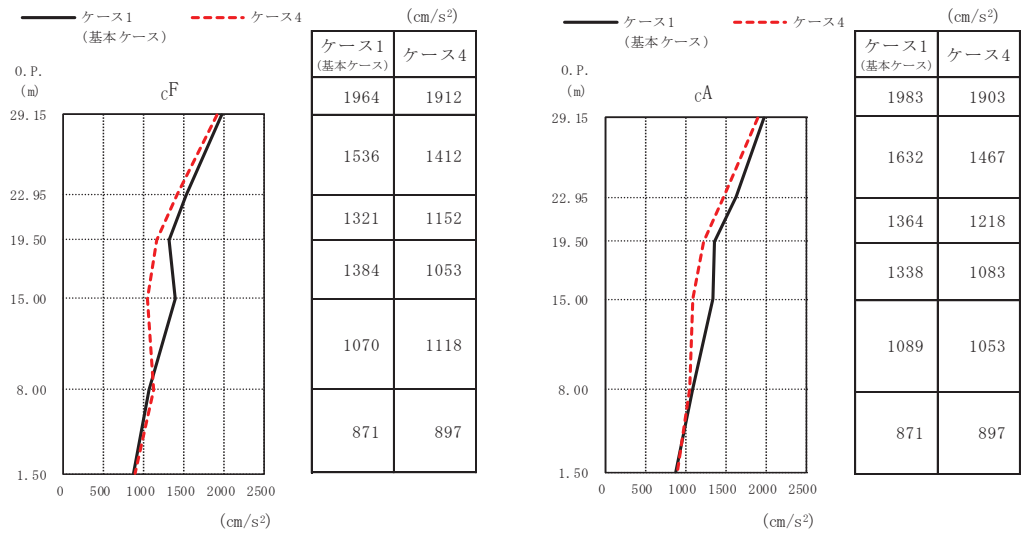 ケース1 ケース4 (cm/s²)
(基本ケース)
ケース1 ケース4
(基本ケース)
O.P.
(m)
cF
1964 1912
29.15
1536 1412
22.95
1321 1152
19.50
1384 1053
15.00
1070 1118
8.00
871 897
1.50
0 500 1000 1500 2000 2500
(cm/s²)
ケース1 ケース4 (cm/s²)
(基本ケース)
ケース1 ケース4
(基本ケース)
O.P.
(m)
cA
1983 1903
29.15
1632 1467
22.95
1364 1218
19.50
1338 1083
15.00
1089 1053
8.00
871 897
1.50
0 500 1000 1500 2000 2500
(cm/s²)